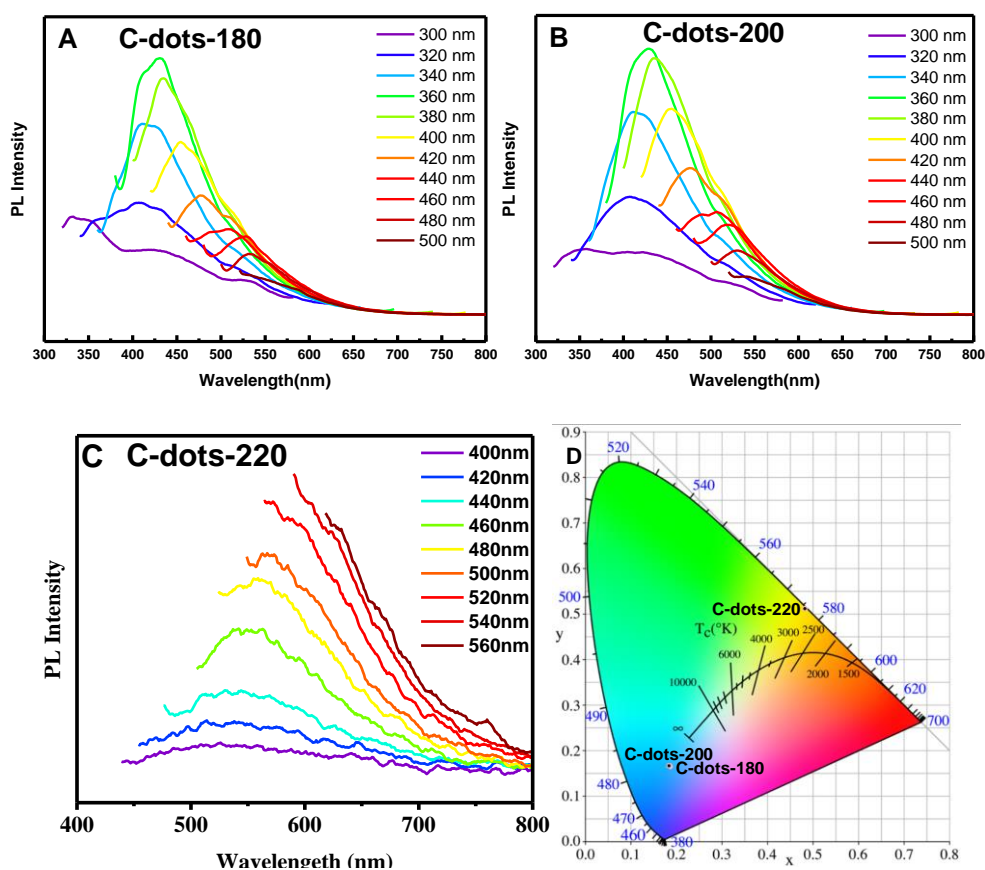 A C-dots-180
300 nm
320 nm
340 nm
360 nm
380 nm
400 nm
420 nm
440 nm
460 nm
480 nm
500 nm
PL Intensity
300 350 400 450 500 550 600 650 700 750 800
Wavelength(nm)
B C-dots-200
300 nm
320 nm
340 nm
360 nm
380 nm
400 nm
420 nm
440 nm
460 nm
480 nm
500 nm
PL Intensity
300 350 400 450 500 550 600 650 700 750 800
Wavelength(nm)
C C-dots-220
400nm
420nm
440nm
460nm
480nm
500nm
520nm
540nm
560nm
PL Intensity
400 500 600 700 800
Wavelengeth (nm)
D
0.9
0.8
0.7
0.6
0.5
y
0.4
0.3
0.2
0.1
0.0
520
540
560
500
C-dots-220
580
Tc(°K)
4000 3000 2500
6000
2000 1500
600
10000
620
∞
490
700
C-dots-200
C-dots-180
480
470
460
380
0.0 0.1 0.2 0.3 0.4 0.5 0.6 0.7 0.8
x